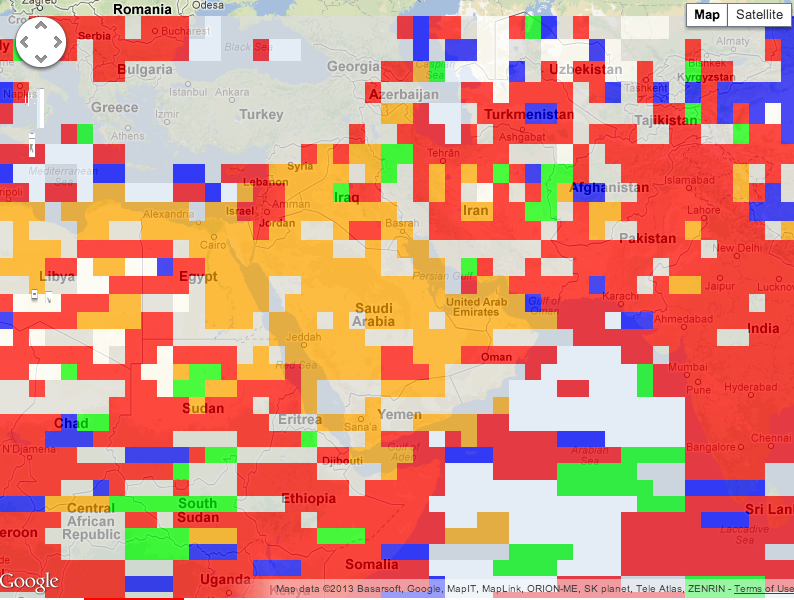 Zagreb
Romania
Odesa
Map
Satellite
Serbia
Bucharest
Black Sea
Almaty
Bulgaria
Georgia
Caspian
Sea
Uzbekistan
Bishkek
Kyrgyzstan
Naples
Istanbul
Ankara
Azerbaijan
Tashkent
Greece
Izmir
Turkey
Turkmenistan
Tajikistan
Athens
Ashgabat
Tehran
Syria
Mediterranean
Sea
Lebanon
Iraq
Afghanistan
Islamabad
Tripoli
Amman
Alexandria
Israel
Iran
Lahore
Jordan
Basrah
Cairo
Pakistan
New Delhi
Libya
Egypt
Persian Gulf
Jaipur
Lucknow
Saudi
Arabia
United Arab
Emirates
Gulf of
Oman
Karachi
Ahmedabad
India
Jeddah
Oman
Red Sea
Mumbai
Pune
Hyderabad
Sudan
Chad
Eritrea
Yemen
Sana'a
N'Djamena
Gulf of
Aden
Arabian
Sea
Bangalore
Chennai
Djibouti
Ethiopia
Central
African
Republic
South
Sudan
Sri Lan
Laccadive
Sea
eroon
Somalia
Uganda
Google
Map data ©2013 Basarsoft, Google, MapIT, MapLink, ORION-ME, SK planet, Tele Atlas, ZENRIN - Terms of Use